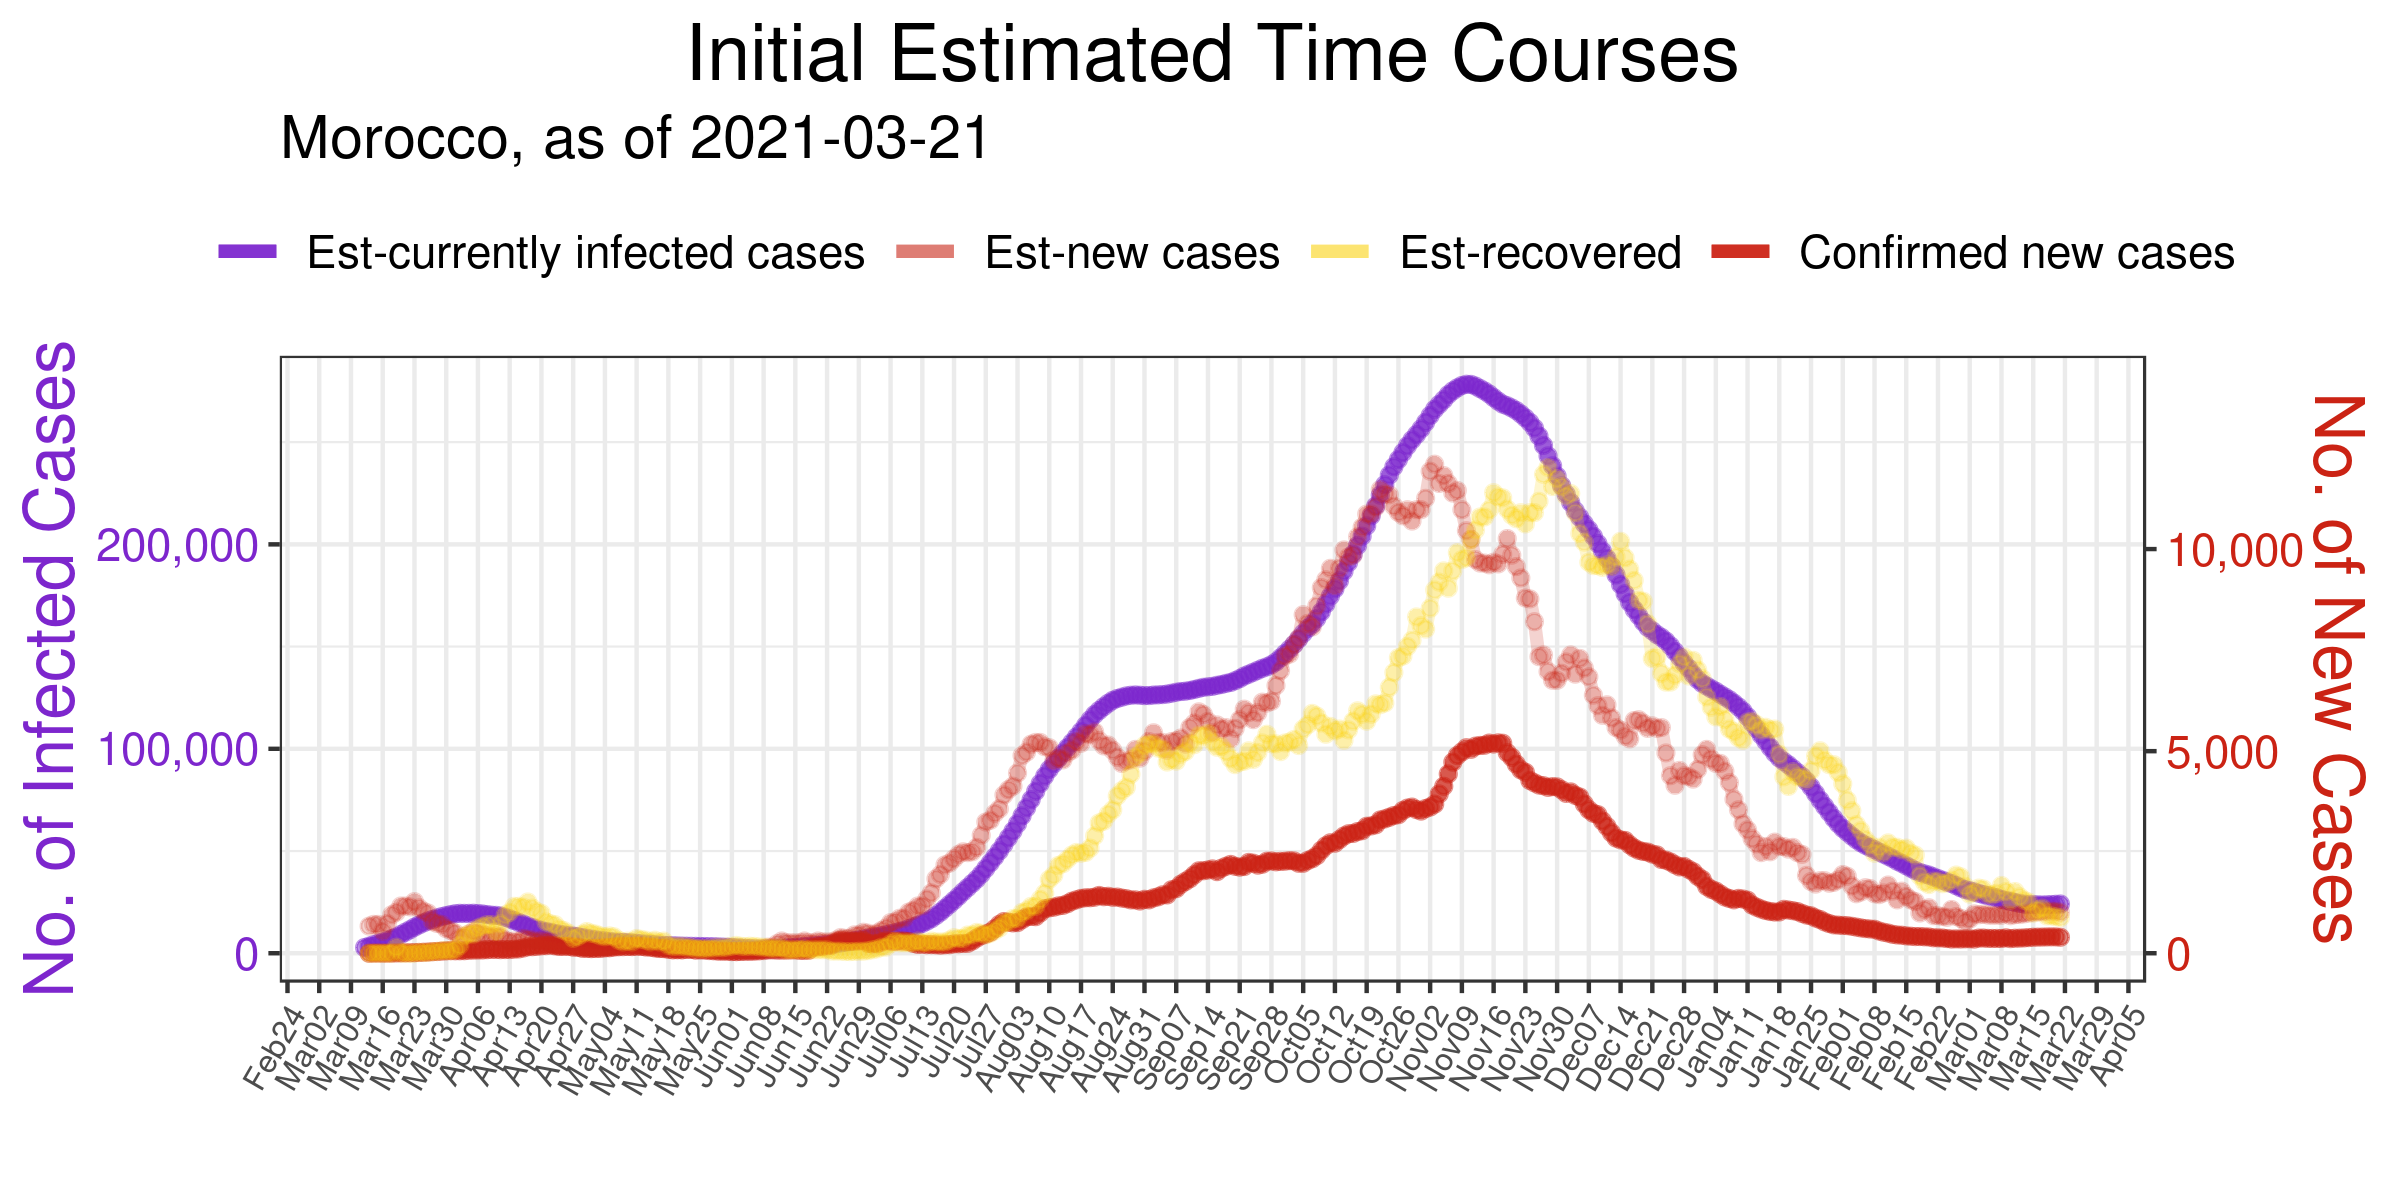 Initial Estimated Time Courses
Morocco, as of 2021-03-21
Est-currently infected cases Est-new cases Est-recovered Confirmed new cases
No. of Infected Cases
200,000
100,000
0
No. of New Cases
10,000
5,000
0
Feb24 Mar02 Mar09 Mar16 Mar23 Mar30 Apr06 Apr13 Apr20 Apr27 May04 May11 May18 May25 Jun01 Jun08 Jun15 Jun22 Jun29 Jul06 Jul13 Jul20 Jul27 Aug03 Aug10 Aug17 Aug24 Aug31 Sep07 Sep14 Sep21 Sep28 Oct05 Oct12 Oct19 Oct26 Nov02 Nov09 Nov16 Nov23 Nov30 Dec07 Dec14 Dec21 Dec28 Jan04 Jan11 Jan18 Jan25 Feb01 Feb08 Feb15 Feb22 Mar01 Mar08 Mar15 Mar22 Mar29 Apr05